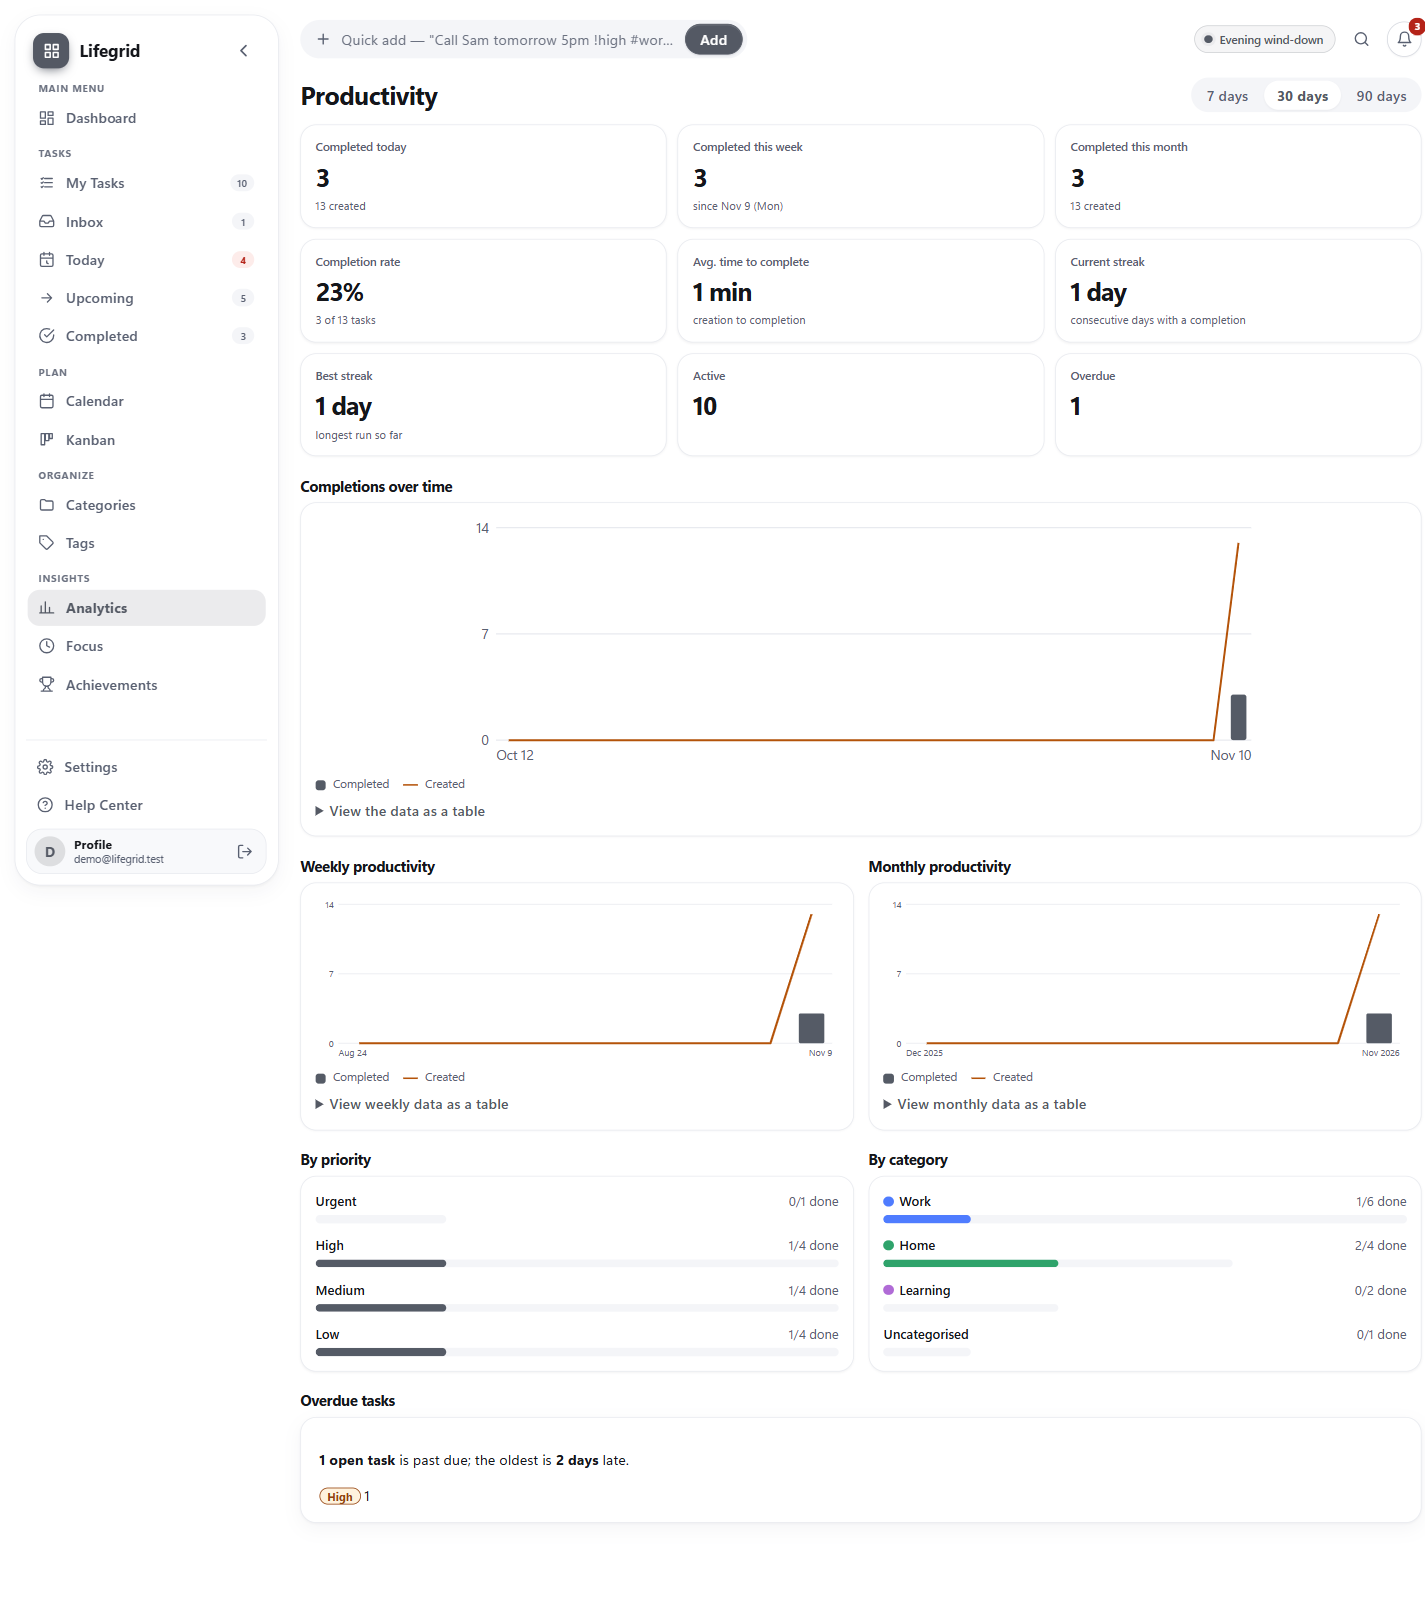 Lifegrid
MAIN MENU
Dashboard
TASKS
My Tasks 10
Inbox 1
Today 4
Upcoming 5
Completed 3
PLAN
Calendar
Kanban
ORGANIZE
Categories
Tags
INSIGHTS
Analytics
Focus
Achievements
Settings
Help Center
D
Profile
demo@lifegrid.test
Quick add — "Call Sam tomorrow 5pm !high #wor...
Add
Evening wind-down
3
Productivity
7 days 30 days 90 days
Completed today
3
13 created
Completed this week
3
since Nov 9 (Mon)
Completed this month
3
13 created
Completion rate
23%
3 of 13 tasks
Avg. time to complete
1 min
creation to completion
Current streak
1 day
consecutive days with a completion
Best streak
1 day
longest run so far
Active
10
Overdue
1
Completions over time
14
7
0
Oct 12 Nov 10
Completed Created
View the data as a table
Weekly productivity
14
7
0
Aug 24 Nov 9
Completed Created
View weekly data as a table
Monthly productivity
14
7
0
Dec 2025 Nov 2026
Completed Created
View monthly data as a table
By priority
Urgent 0/1 done
High 1/4 done
Medium 1/4 done
Low 1/4 done
By category
Work 1/6 done
Home 2/4 done
Learning 0/2 done
Uncategorised 0/1 done
Overdue tasks
1 open task is past due; the oldest is 2 days late.
High 1